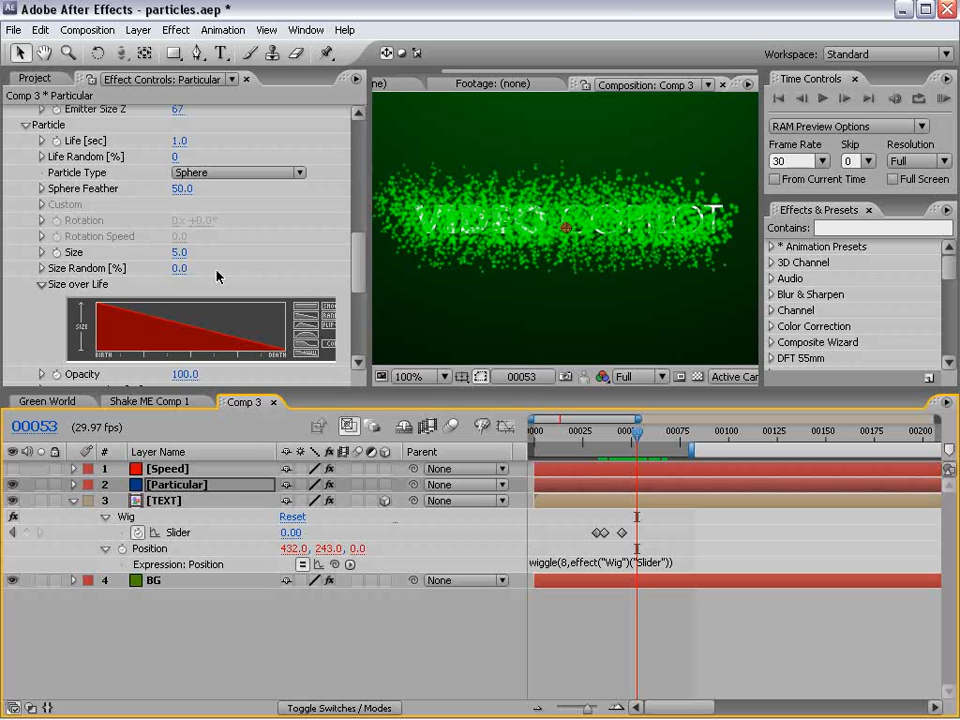 Adobe After Effects - particles.aep *
File Edit Composition Layer Effect Animation View Window Help
Workspace: Standard
Project Effect Controls: Particular
Comp 3 * Particular
Emitter Size Z 67
Particle
Life [sec] 1.0
Life Random [%] 0
Particle Type Sphere
Sphere Feather 50.0
Custom
Rotation 0x +0.0°
Rotation Speed 0.0
Size 5.0
Size Random [%] 0.0
Size over Life
SIZE
BIRTH DEATH
Opacity 100.0
ne) Footage: (none) Composition: Comp 3
100% 00053 Full Active Car
Time Controls
RAM Preview Options
Frame Rate Skip Resolution
30 0 Full
From Current Time Full Screen
Effects & Presets
Contains:
* Animation Presets
3D Channel
Audio
Blur & Sharpen
Channel
Color Correction
Composite Wizard
DFT 55mm
Green World Shake ME Comp 1 Comp 3
00053 (29.97 fps)
000 00025 00125 00150 00175 00200
# Layer Name Parent
1 [Speed] None
2 [Particular] None
3 [TEXT] None
Wig Reset
Slider 0.00
Position 432.0, 243.0, 0.0
Expression: Position wiggle(8,effect("Wig")("Slider"))
4 BG None
Toggle Switches / Modes